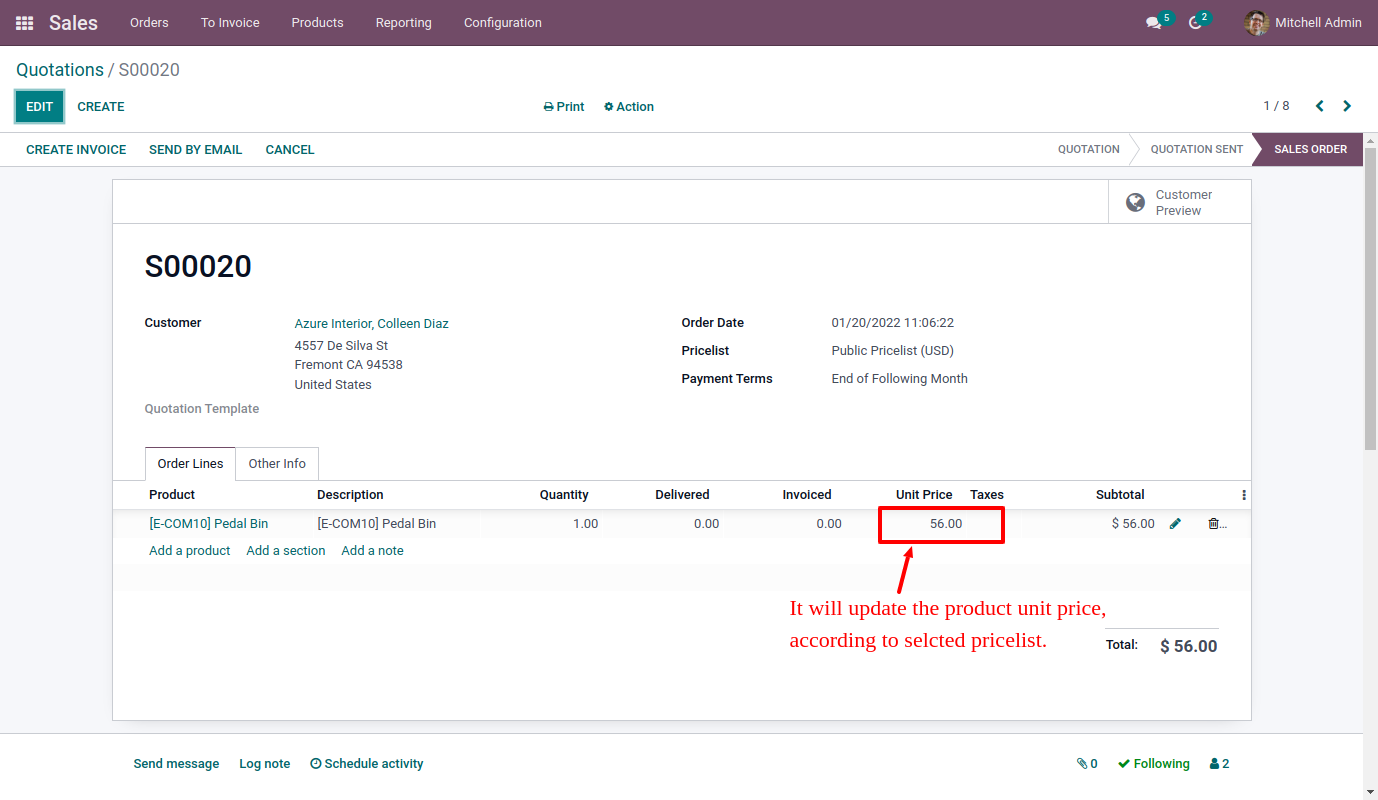 Sales Orders To Invoice Products Reporting Configuration 5 2 Mitchell Admin
Quotations / S00020
EDIT CREATE Print Action 1 / 8
CREATE INVOICE SEND BY EMAIL CANCEL QUOTATION QUOTATION SENT SALES ORDER
Customer
Preview
S00020
Customer Azure Interior, Colleen Diaz
4557 De Silva St
Fremont CA 94538
United States
Quotation Template
Order Date 01/20/2022 11:06:22
Pricelist Public Pricelist (USD)
Payment Terms End of Following Month
Order Lines Other Info
Product Description Quantity Delivered Invoiced Unit Price Taxes Subtotal
[E-COM10] Pedal Bin [E-COM10] Pedal Bin 1.00 0.00 0.00 56.00 $ 56.00 ...
Add a product Add a section Add a note
It will update the product unit price,
according to selcted pricelist.
Total: $ 56.00
Send message Log note Schedule activity 0 Following 2